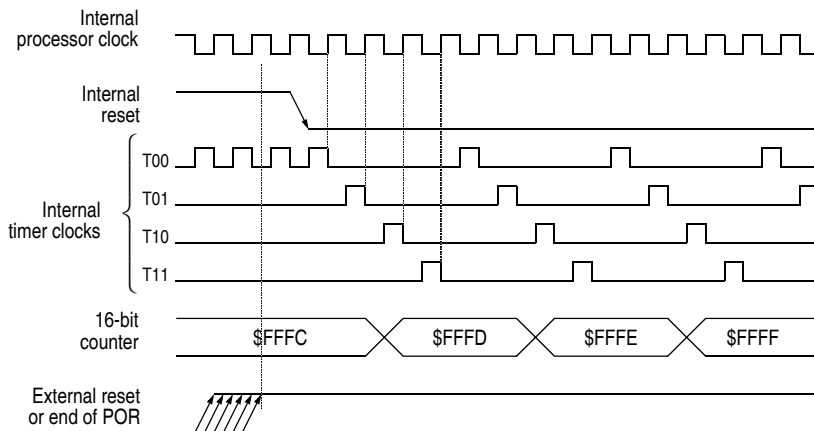 Internal
processor clock
Internal
reset
T00
T01
Internal
timer clocks
T10
T11
16-bit
counter
$FFFC
$FFFD
$FFFE
$FFFF
External reset
or end of POR